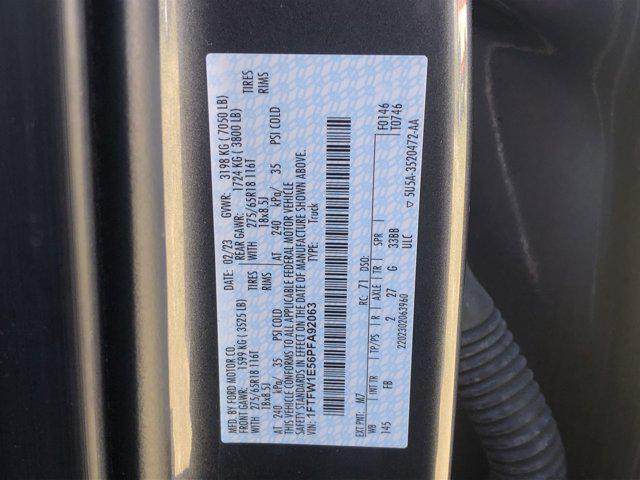 MFD. BY FORD MOTOR CO. DATE: 02/23 GVWR: 3198 KG ( 7050 LB)
FRONT GAWR: 1599 KG ( 3525 LB) REAR GAWR: 1724 KG ( 3800 LB)
WITH 275/65R18 116T TIRES WITH 275/65R18 116T TIRES
18x8.5J RIMS 18x8.5J RIMS
AT 240 kPa/ 35 PSI COLD AT 240 kPa/ 35 PSI COLD
THIS VEHICLE CONFORMS TO ALL APPLICABLE FEDERAL MOTOR VEHICLE
SAFETY STANDARDS IN EFFECT ON THE DATE OF MANUFACTURE SHOWN ABOVE.
VIN: 1FTFW1E56PFA92063 TYPE: Truck
F0146
T0746
EXT PNT: M7 RC: 71 DSO:
WB INT TR TP/PS R AXLE TR SPR
145 FB 2 27 G 33BB
ULC
2202302063960 ▽ 5U5A-3520472-AA